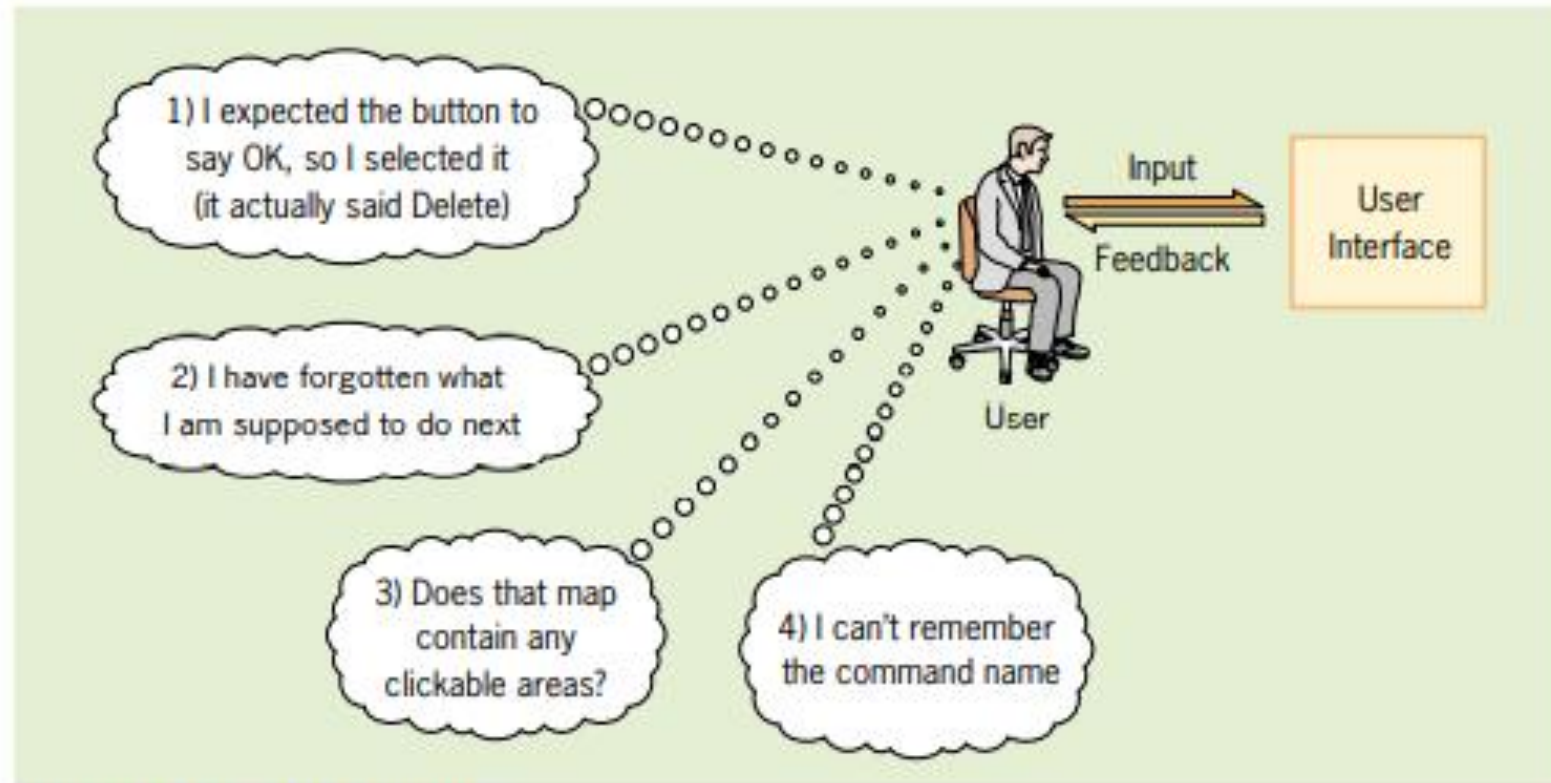 1) I expected the button to
say OK, so I selected it
(it actually said Delete)
Input
User
Interface
Feedback
2) I have forgotten what
I am supposed to do next
User
3) Does that map
contain any
clickable areas?
4) I can't remember
the command name